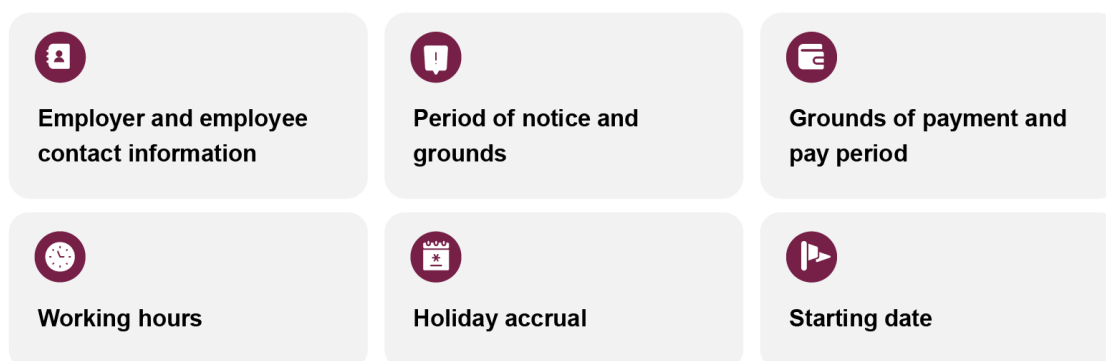 Employer and employee
contact information
Period of notice and
grounds
Grounds of payment and
pay period
Working hours
Holiday accrual
Starting date